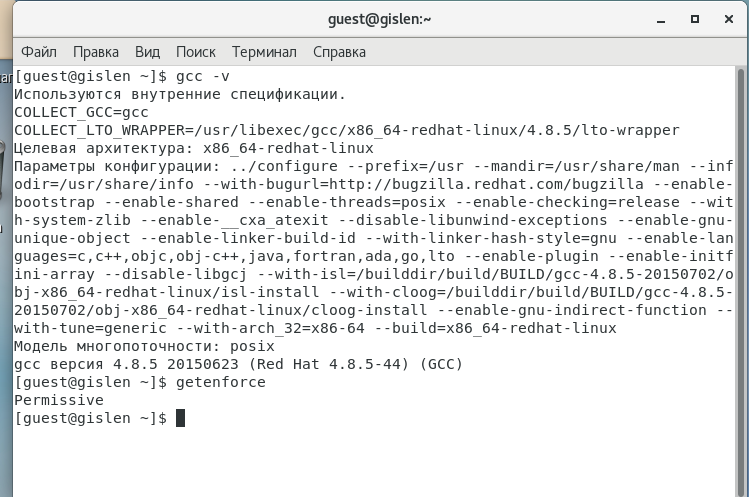 guest@gislen:~
Файл Правка Вид Поиск Терминал Справка
[guest@gislen ~]$ gcc -v
Используются внутренние спецификации.
COLLECT_GCC=gcc
COLLECT_LTO_WRAPPER=/usr/libexec/gcc/x86_64-redhat-linux/4.8.5/lto-wrapper
Целевая архитектура: x86_64-redhat-linux
Параметры конфигурации: ../configure --prefix=/usr --mandir=/usr/share/man --inf
odir=/usr/share/info --with-bugurl=http://bugzilla.redhat.com/bugzilla --enable-
bootstrap --enable-shared --enable-threads=posix --enable-checking=release --wit
h-system-zlib --enable-__cxa_atexit --disable-libunwind-exceptions --enable-gnu-
unique-object --enable-linker-build-id --with-linker-hash-style=gnu --enable-lan
guages=c,c++,objc,obj-c++,java,fortran,ada,go,lto --enable-plugin --enable-initf
ini-array --disable-libgcj --with-isl=/builddir/build/BUILD/gcc-4.8.5-20150702/o
bj-x86_64-redhat-linux/isl-install --with-cloog=/builddir/build/BUILD/gcc-4.8.5-
20150702/obj-x86_64-redhat-linux/cloog-install --enable-gnu-indirect-function --
with-tune=generic --with-arch_32=x86-64 --build=x86_64-redhat-linux
Модель многопоточности: posix
gcc версия 4.8.5 20150623 (Red Hat 4.8.5-44) (GCC)
[guest@gislen ~]$ getenforce
Permissive
[guest@gislen ~]$